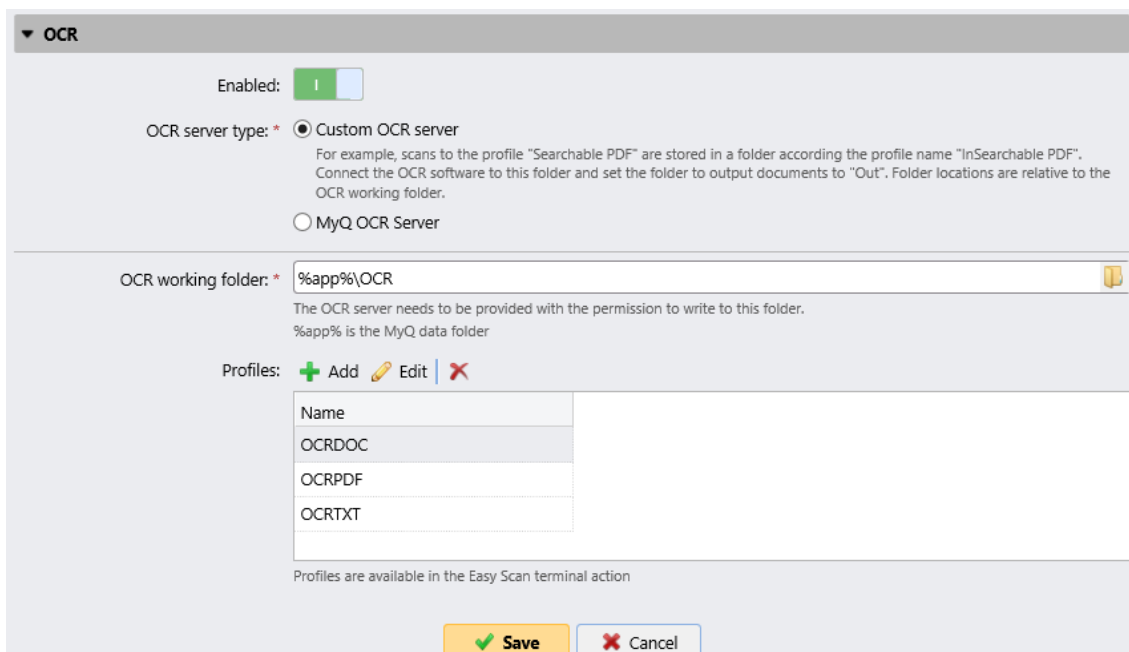 OCR
Enabled:
OCR server type: * Custom OCR server
For example, scans to the profile "Searchable PDF" are stored in a folder according the profile name "InSearchable PDF".
Connect the OCR software to this folder and set the folder to output documents to "Out". Folder locations are relative to the
OCR working folder.
MyQ OCR Server
OCR working folder: * %app%\OCR
The OCR server needs to be provided with the permission to write to this folder.
%app% is the MyQ data folder
Profiles: Add Edit
Name
OCRDOC
OCRPDF
OCRTXT
Profiles are available in the Easy Scan terminal action
Save Cancel